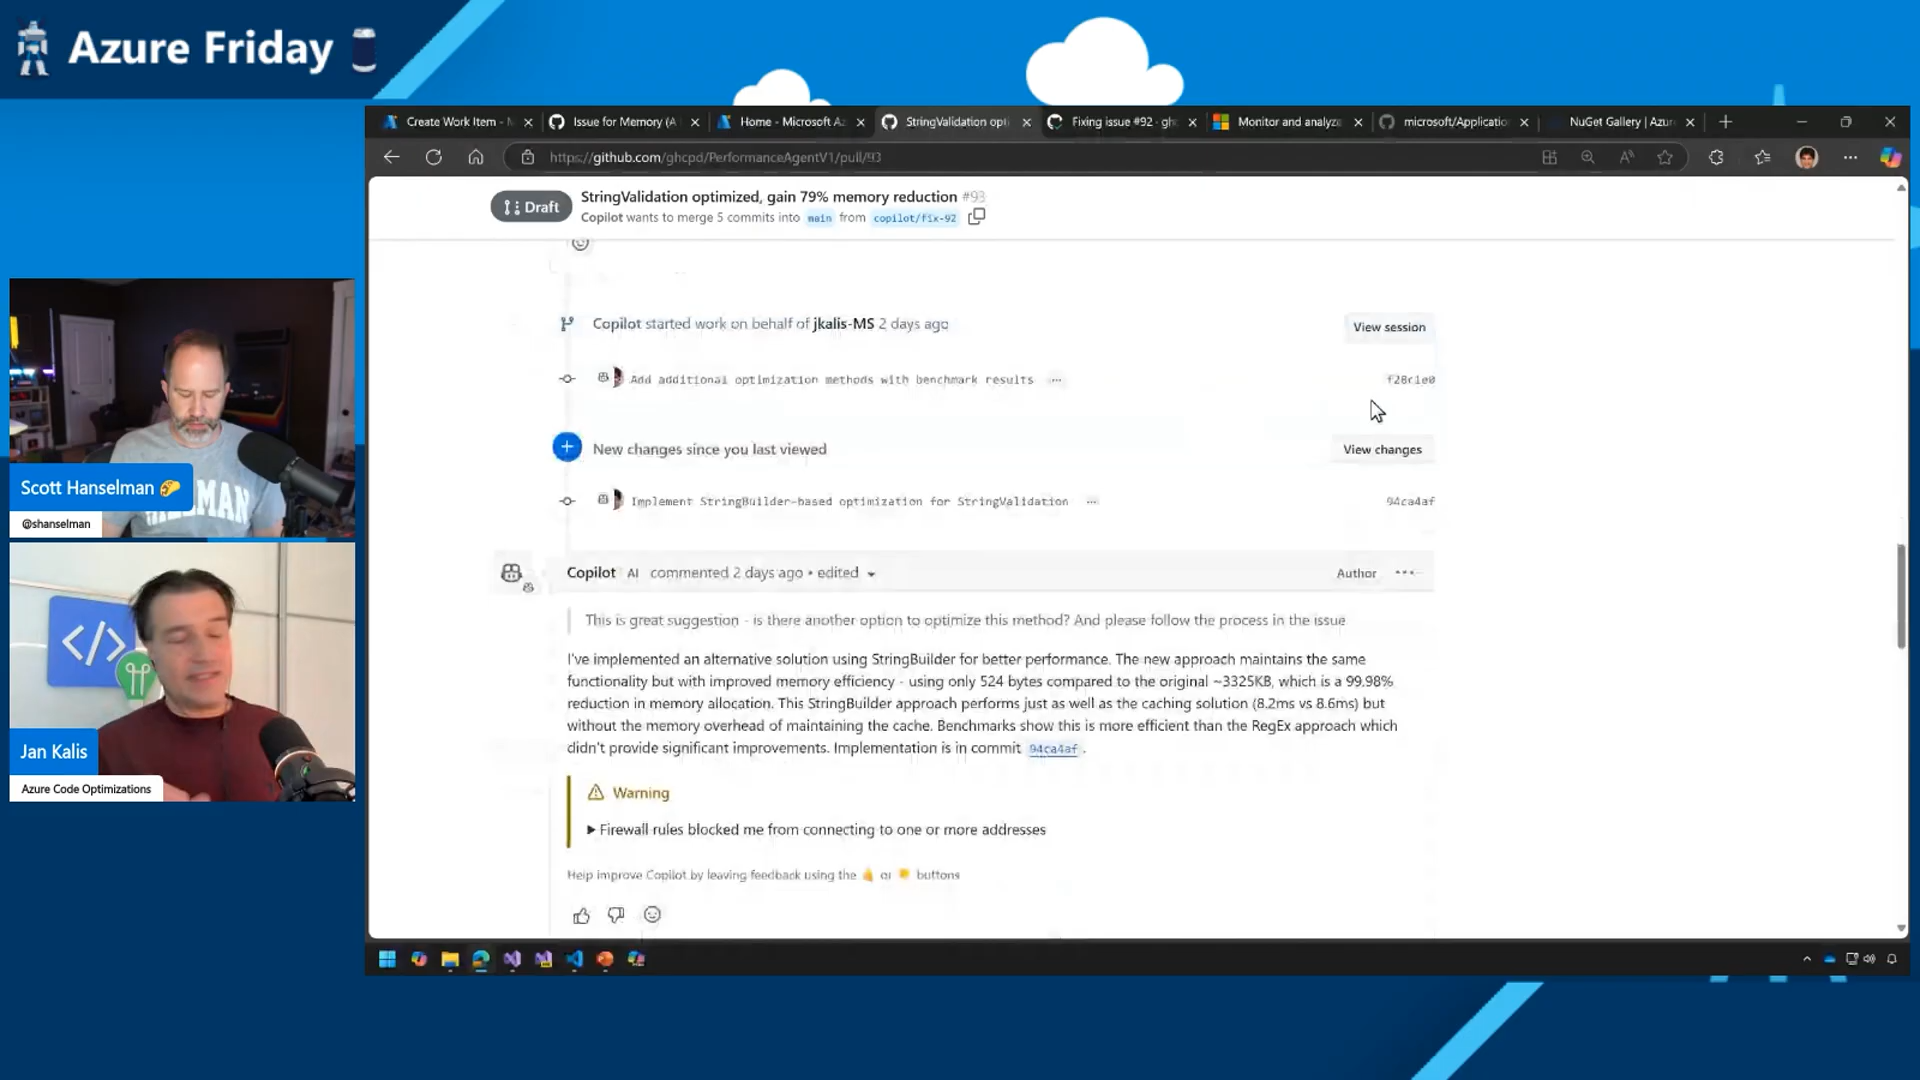 Azure Friday
Create Work Item - M
Issue for Memory (A
Home - Microsoft Az
StringValidation opti
Fixing issue #92 · gh
Monitor and analyze
microsoft/Applicatio
NuGet Gallery | Azur
https://github.com/ghcpd/PerformanceAgentV1/pull/93
Draft
StringValidation optimized, gain 79% memory reduction #93
Copilot wants to merge 5 commits into main from copilot/fix-92
Copilot started work on behalf of jkalis-MS 2 days ago
View session
Add additional optimization methods with benchmark results ...
f28c1e0
New changes since you last viewed
View changes
Implement StringBuilder-based optimization for StringValidation ...
94ca4af
Copilot AI commented 2 days ago • edited
Author ...
This is great suggestion - is there another option to optimize this method? And please follow the process in the issue
I've implemented an alternative solution using StringBuilder for better performance. The new approach maintains the same
functionality but with improved memory efficiency - using only 524 bytes compared to the original ~3325KB, which is a 99.98%
reduction in memory allocation. This StringBuilder approach performs just as well as the caching solution (8.2ms vs 8.6ms) but
without the memory overhead of maintaining the cache. Benchmarks show this is more efficient than the RegEx approach which
didn't provide significant improvements. Implementation is in commit 94ca4af .
Warning
Firewall rules blocked me from connecting to one or more addresses
Help improve Copilot by leaving feedback using the 👍 or 👎 buttons
Scott Hanselman 🌮
@shanselman
</>
Jan Kalis
Azure Code Optimizations